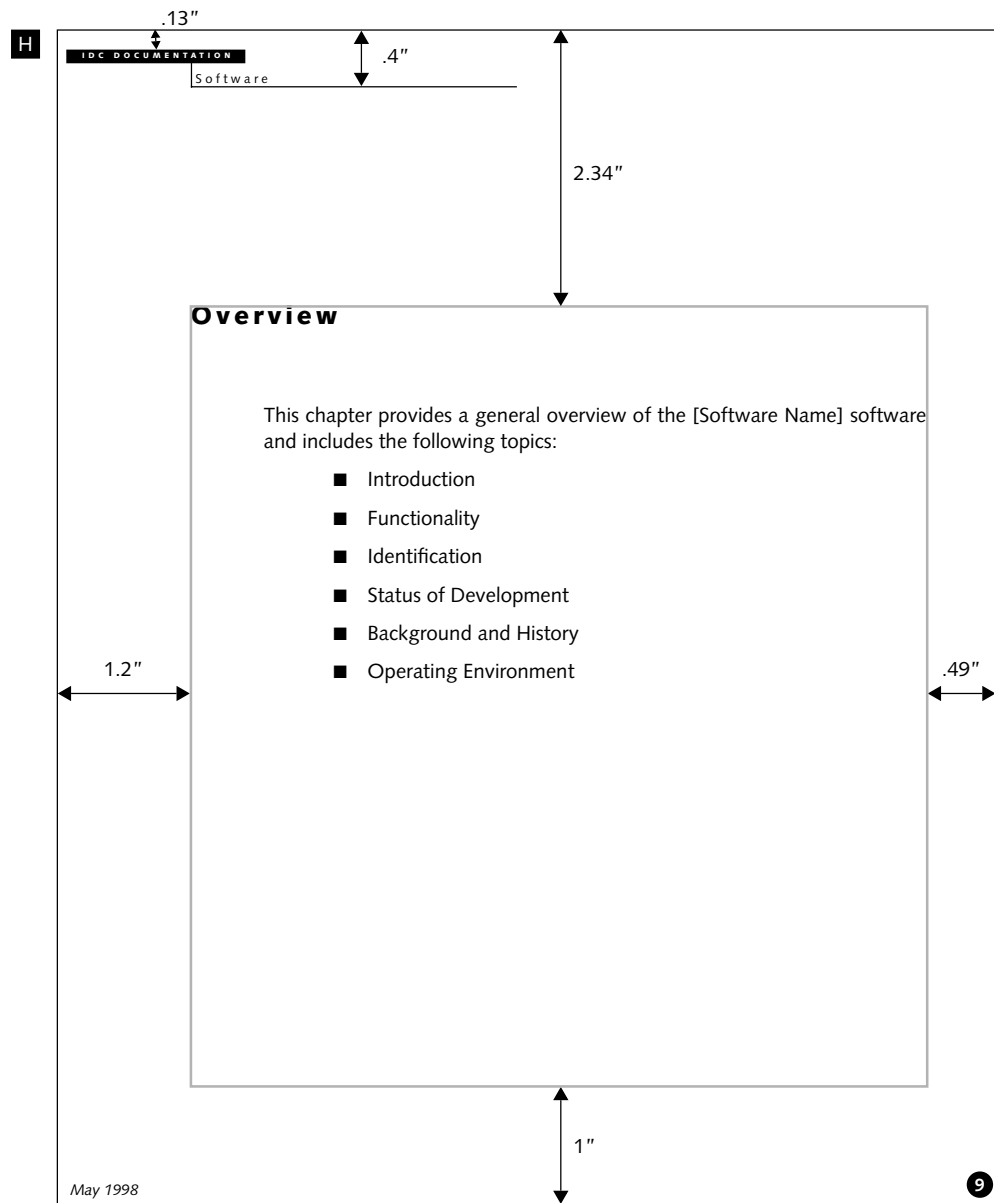 .13"
H
IDC DOCUMENTATION
.4"
Software
2.34"
Overview
This chapter provides a general overview of the [Software Name] software
and includes the following topics:
■ Introduction
■ Functionality
■ Identification
■ Status of Development
■ Background and History
■ Operating Environment
1.2"
.49"
1"
May 1998
9